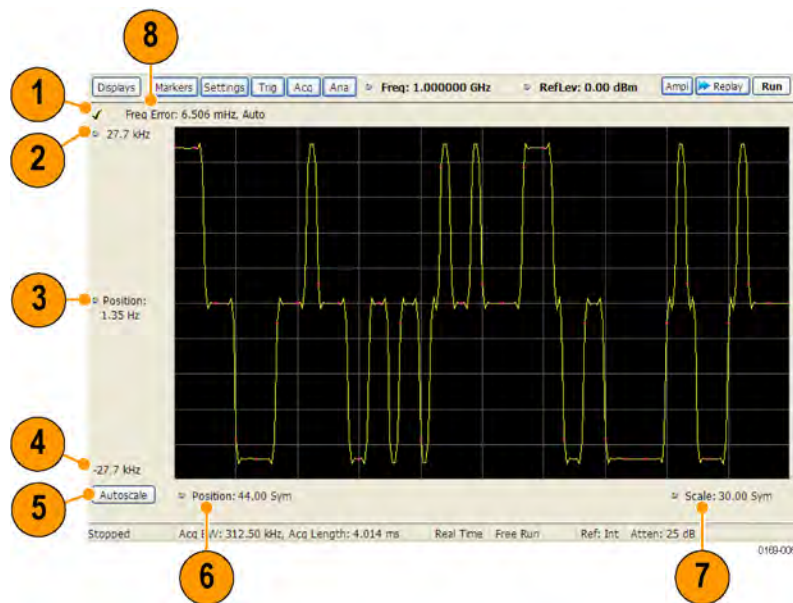 8
Displays Markers Settings Trig Acq Ana Freq: 1.000000 GHz RefLev: 0.00 dBm Ampl Replay Run
1
Freq Error: 6.506 mHz, Auto
2
27.7 kHz
3
Position:
1.35 Hz
4
-27.7 kHz
5
Autoscale Position: 44.00 Sym Scale: 30.00 Sym
Stopped Acq BW: 312.50 kHz, Acq Length: 4.014 ms Real Time Free Run Ref: Int Atten: 25 dB
6 7